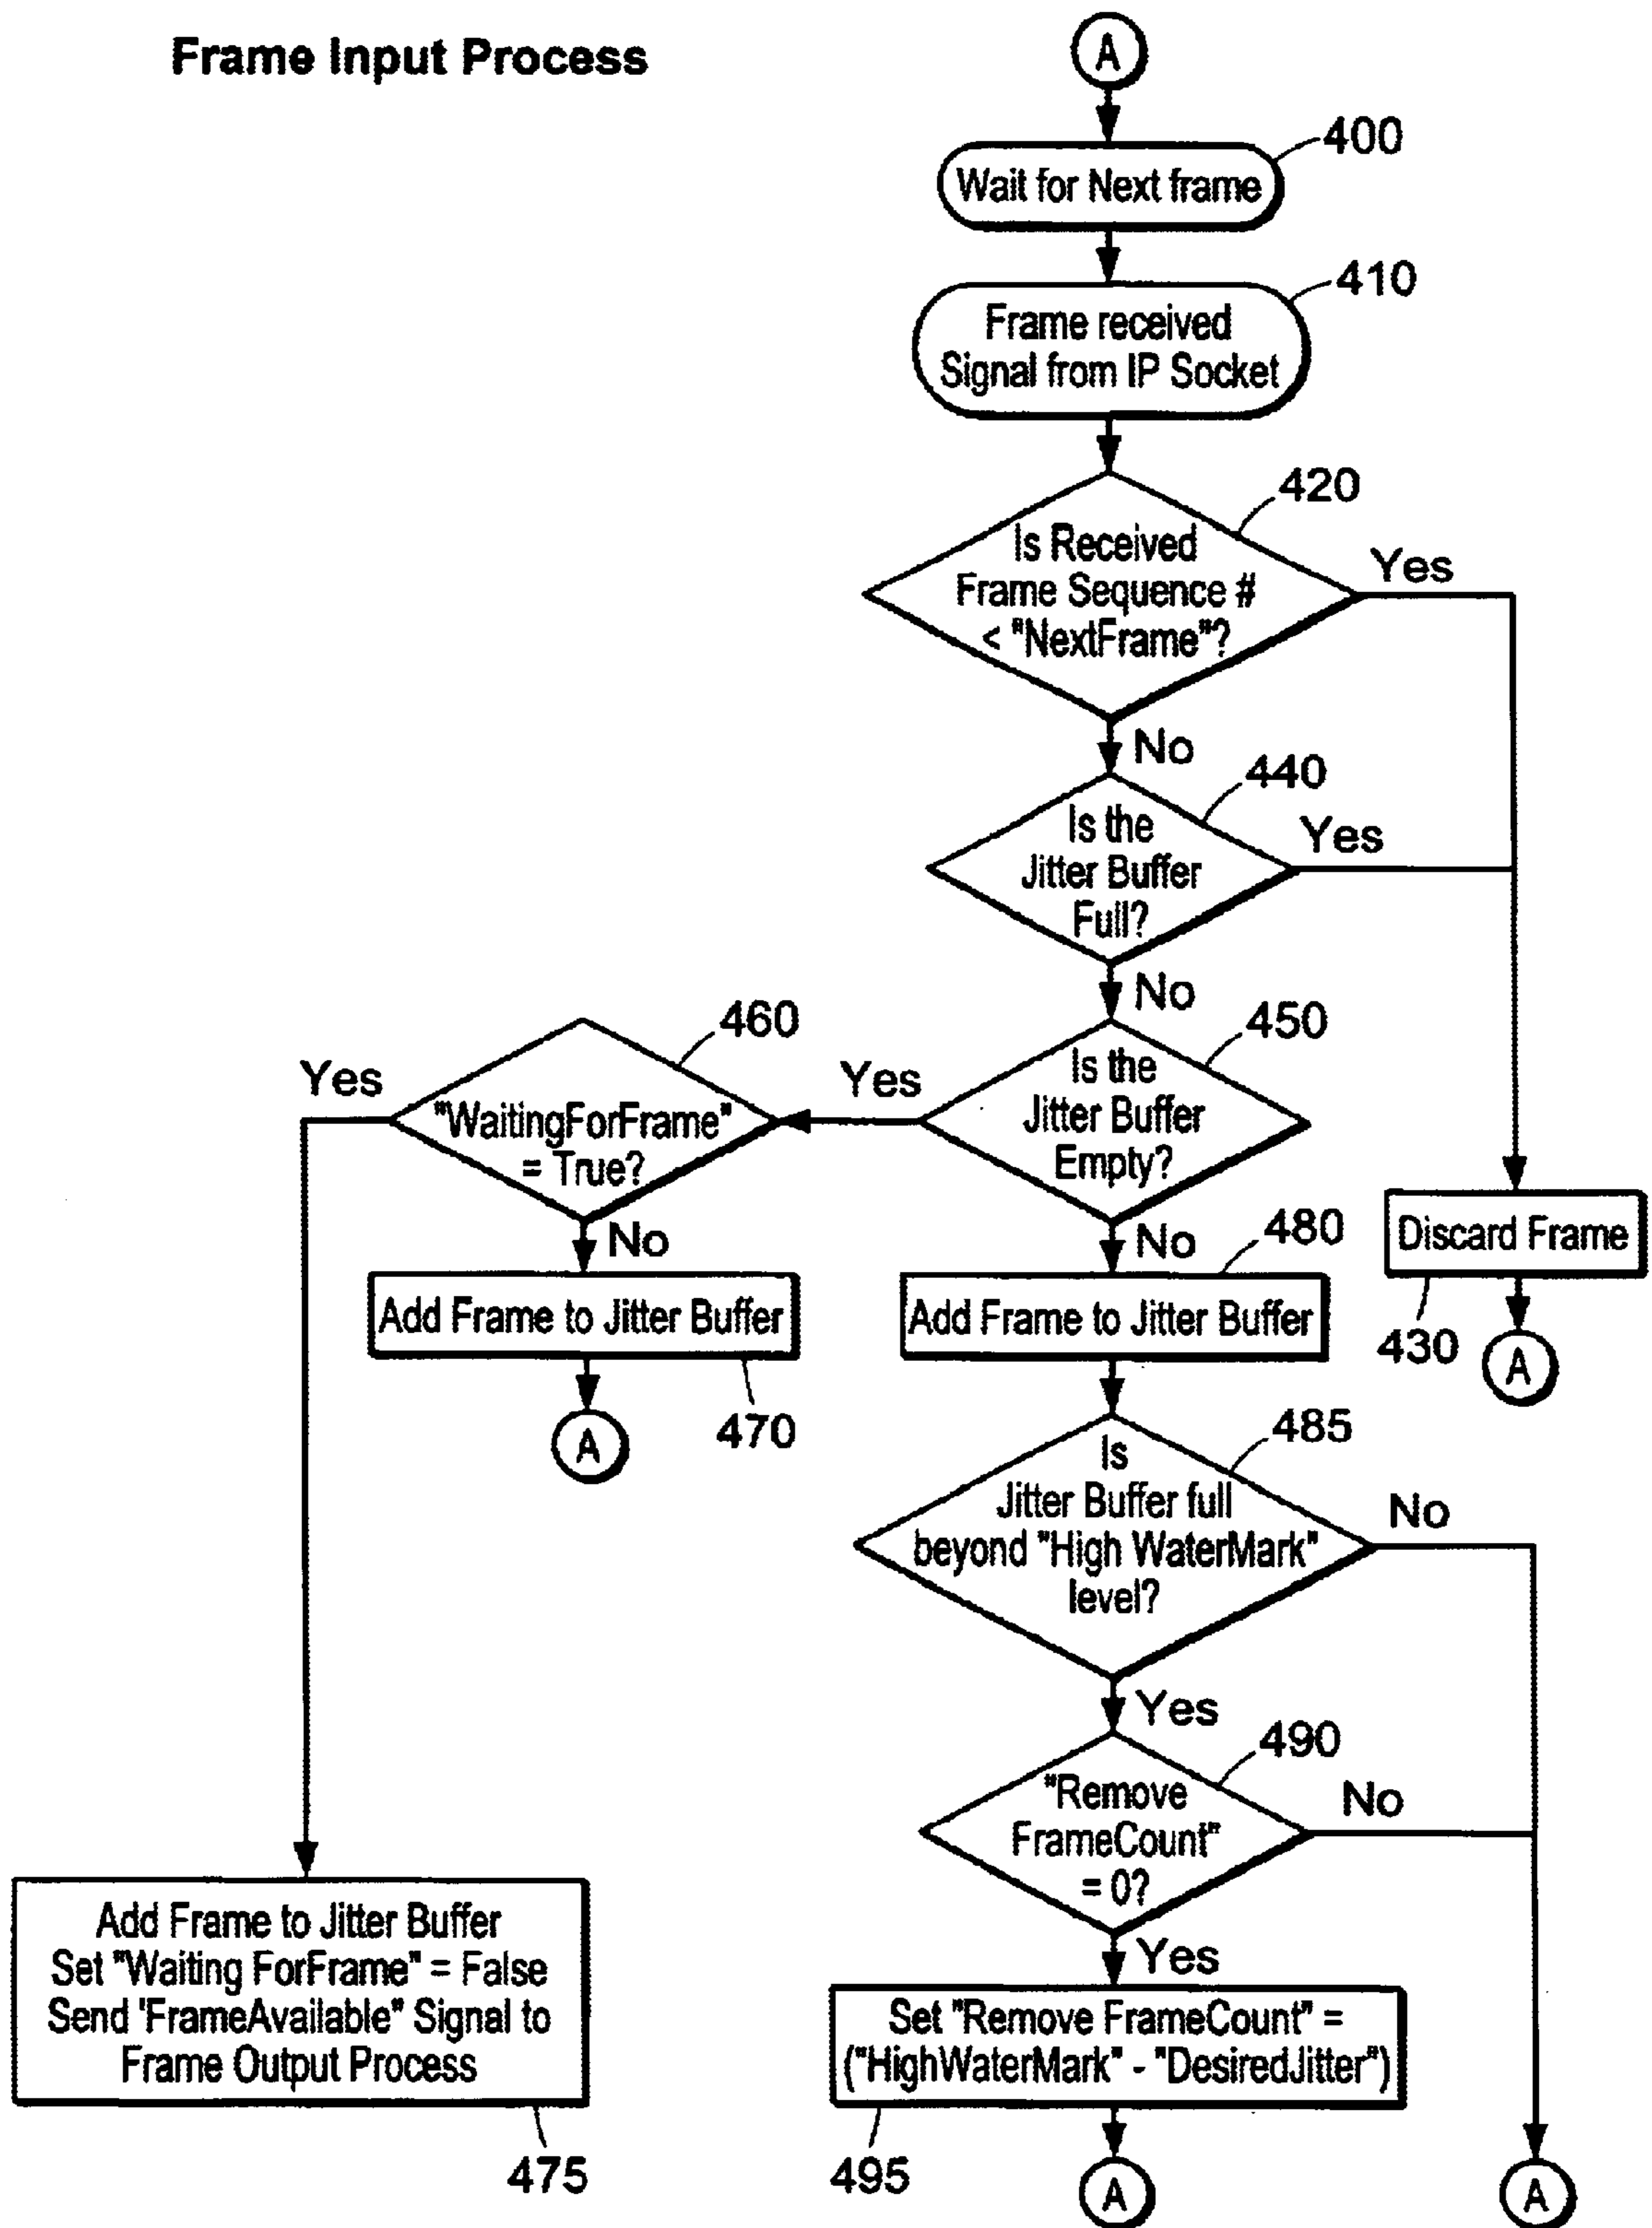 Frame Input Process
A
400
Wait for Next frame
410
Frame received
Signal from IP Socket
420
Is Received
Frame Sequence #
< "NextFrame"?
Yes
No
440
Is the
Jitter Buffer
Full?
Yes
No
460
450
Yes
"WaitingForFrame"
= True?
Yes
Is the
Jitter Buffer
Empty?
No
No
480
Discard Frame
430
A
Add Frame to Jitter Buffer
470
A
Add Frame to Jitter Buffer
485
Is
Jitter Buffer full
beyond "High WaterMark"
level?
No
Yes
490
"Remove
FrameCount"
= 0?
No
Yes
Add Frame to Jitter Buffer
Set "Waiting ForFrame" = False
Send 'FrameAvailable" Signal to
Frame Output Process
475
Set "Remove FrameCount" =
("HighWaterMark" - "DesiredJitter")
495
A
A